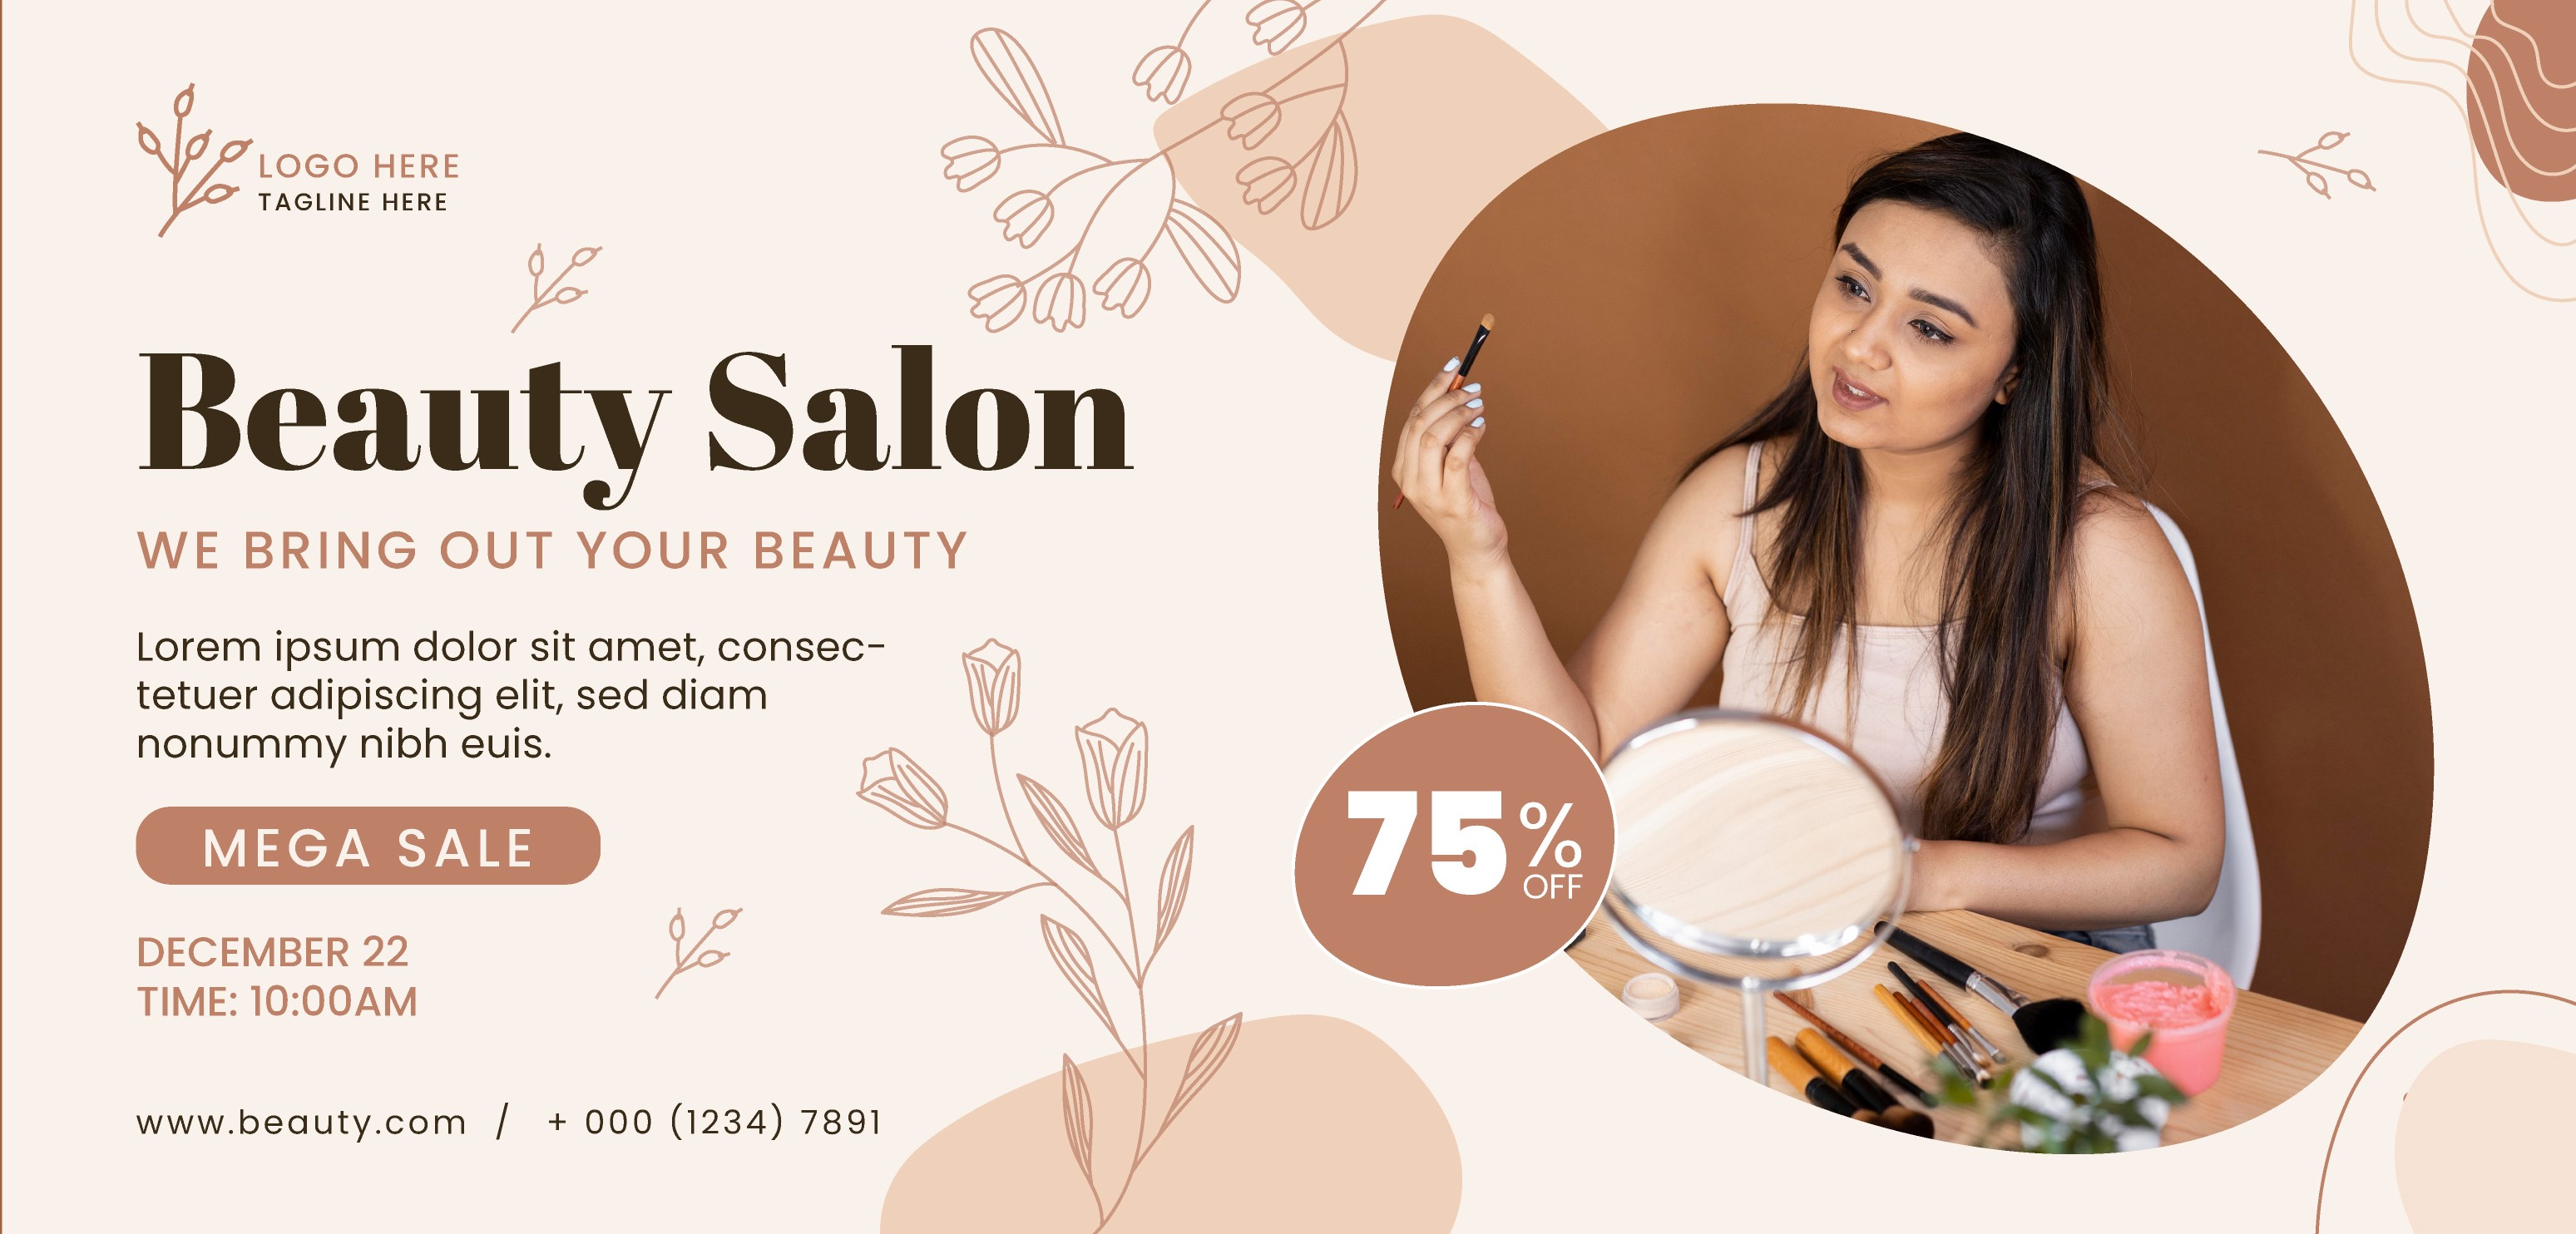 LOGO HERE
TAGLINE HERE
Beauty Salon
WE BRING OUT YOUR BEAUTY
Lorem ipsum dolor sit amet, consec-
tetuer adipiscing elit, sed diam
nonummy nibh euis.
MEGA SALE
DECEMBER 22
TIME: 10:00AM
www.beauty.com / + 000 (1234) 7891
75%
OFF